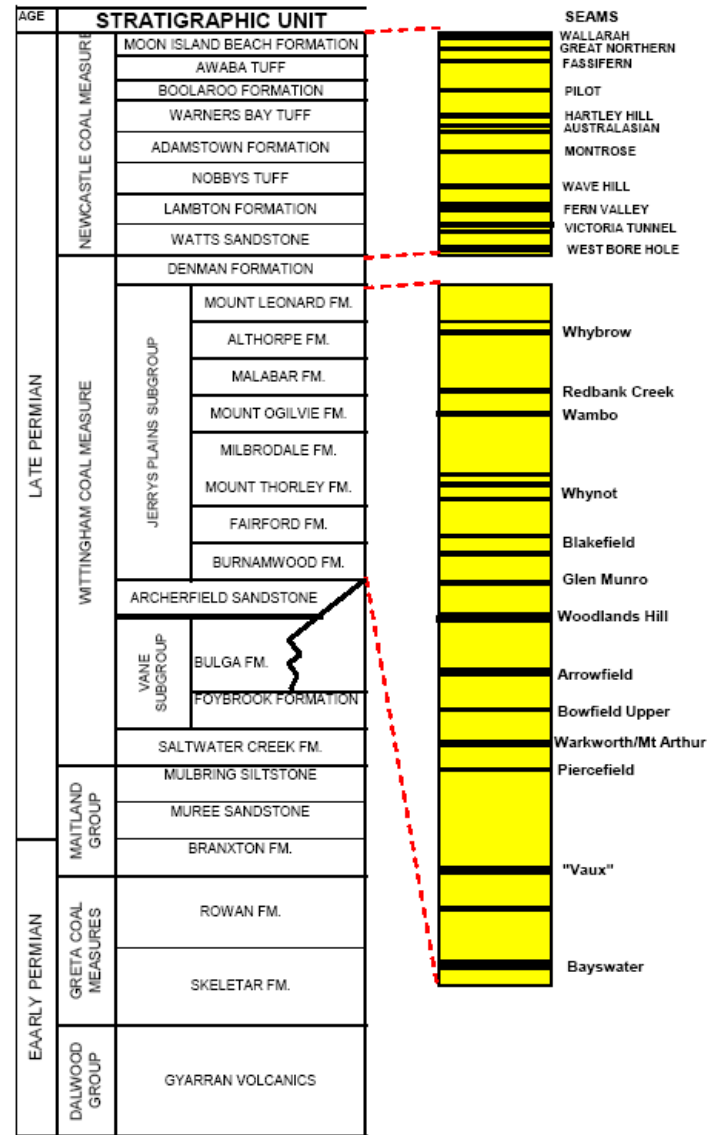 AGE
STRATIGRAPHIC UNIT
SEAMS
LATE PERMIAN
EAARLY PERMIAN
NEWCASTLE COAL MEASURE
MOON ISLAND BEACH FORMATION
AWABA TUFF
BOOLAROO FORMATION
WARNERS BAY TUFF
ADAMSTOWN FORMATION
NOBBYS TUFF
LAMBTON FORMATION
WATTS SANDSTONE
WITTINGHAM COAL MEASURE
DENMAN FORMATION
JERRYS PLAINS SUBGROUP
MOUNT LEONARD FM.
ALTHORPE FM.
MALABAR FM.
MOUNT OGILVIE FM.
MILBRODALE FM.
MOUNT THORLEY FM.
FAIRFORD FM.
BURNAMWOOD FM.
ARCHERFIELD SANDSTONE
VANE
SUBGROUP
BULGA FM.
FOYBROOK FORMATION
SALTWATER CREEK FM.
MAITLAND
GROUP
MULBRING SILTSTONE
MUREE SANDSTONE
BRANXTON FM.
GRETA COAL
MEASURES
ROWAN FM.
SKELETAR FM.
DALWOOD
GROUP
GYARRAN VOLCANICS
WALLARAH
GREAT NORTHERN
FASSIFERN
PILOT
HARTLEY HILL
AUSTRALASIAN
MONTROSE
WAVE HILL
FERN VALLEY
VICTORIA TUNNEL
WEST BORE HOLE
Whybrow
Redbank Creek
Wambo
Whynot
Blakefield
Glen Munro
Woodlands Hill
Arrowfield
Bowfield Upper
Warkworth/Mt Arthur
Piercefield
"Vaux"
Bayswater